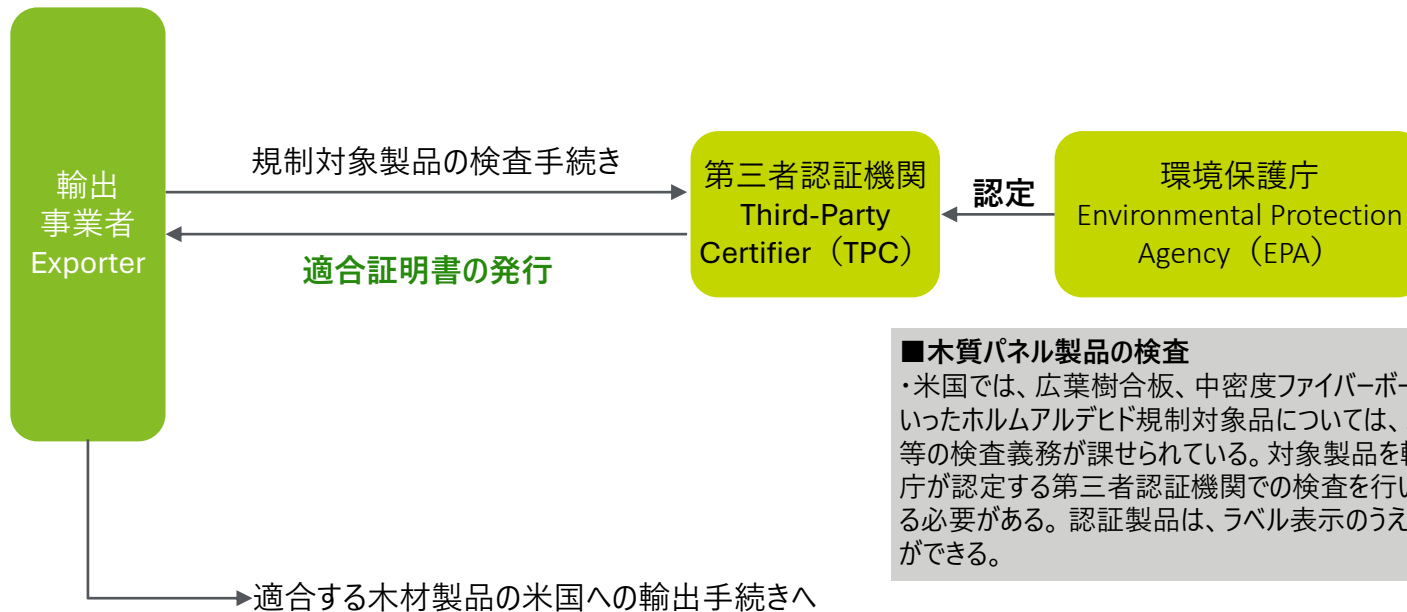 輸出
事業者
Exporter
規制対象製品の検査手続き
適合証明書の発行
第三者認証機関
Third-Party
Certifier（TPC）
認定
環境保護庁
Environmental Protection
Agency（EPA）
■木質パネル製品の検査
・米国では、広葉樹合板、中密度ファイバーボー
いったホルムアルデヒド規制対象品については、
等の検査義務が課せられている。対象製品を
庁が認定する第三者認証機関での検査を行い
る必要がある。認証製品は、ラベル表示のうえ
ができる。
適合する木材製品の米国への輸出手続きへ